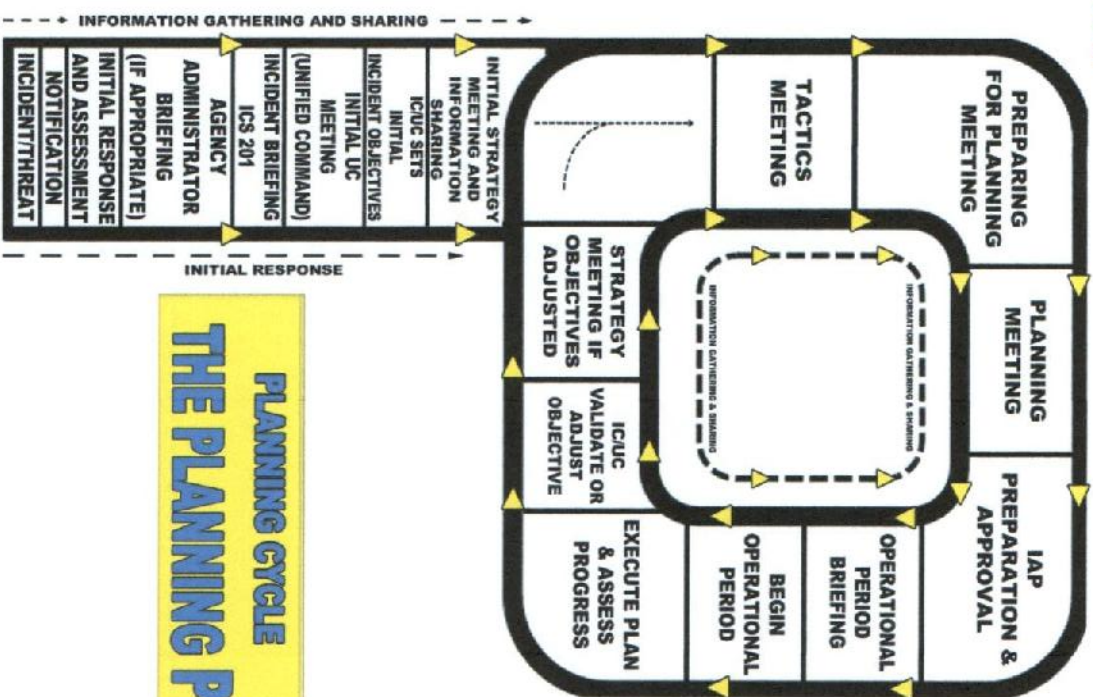 INFORMATION GATHERING AND SHARING
PREPARING
FOR PLANNING
MEETING
PLANNING
MEETING
IAP
PREPARATION &
APPROVAL
TACTICS
MEETING
INFORMATION GATHERING & SHARING
INFORMATION GATHERING & SHARING
OPERATIONAL
PERIOD
BRIEFING
BEGIN
OPERATIONAL
PERIOD
EXECUTE PLAN
& ASSESS
PROGRESS
IC/UC
VALIDATE OR
ADJUST
OBJECTIVE
STRATEGY
MEETING IF
OBJECTIVES
ADJUSTED
INITIAL STRATEGY
MEETING AND
INFORMATION
SHARING
IC/UC SETS
INITIAL
INCIDENT OBJECTIVES
INITIAL UC
MEETING
(UNIFIED COMMAND)
INCIDENT BRIEFING
ICS 201
AGENCY
ADMINISTRATOR
BRIEFING
(IF APPROPRIATE)
INITIAL RESPONSE
AND ASSESSMENT
NOTIFICATION
INCIDENT/THREAT
INITIAL RESPONSE
PLANNING CYCLE
THE PLANNING P